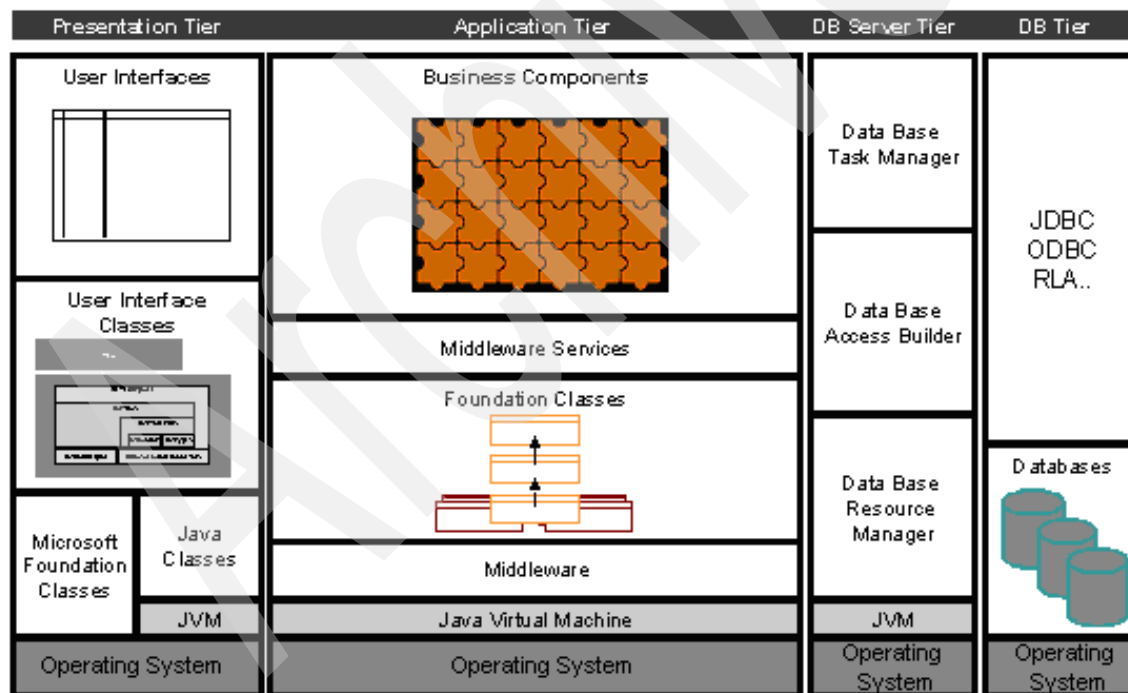 Presentation Tier
Application Tier
DB Server Tier
DB Tier
User Interfaces
User Interface
Classes
Microsoft
Foundation
Classes
Java
Classes
JVM
Operating System
Business Components
Middleware Services
Foundation Classes
Middleware
Java Virtual Machine
Operating System
Data Base
Task Manager
Data Base
Access Builder
Data Base
Resource
Manager
JVM
Operating
System
JDBC
ODBC
RLA..
Databases
Operating
System